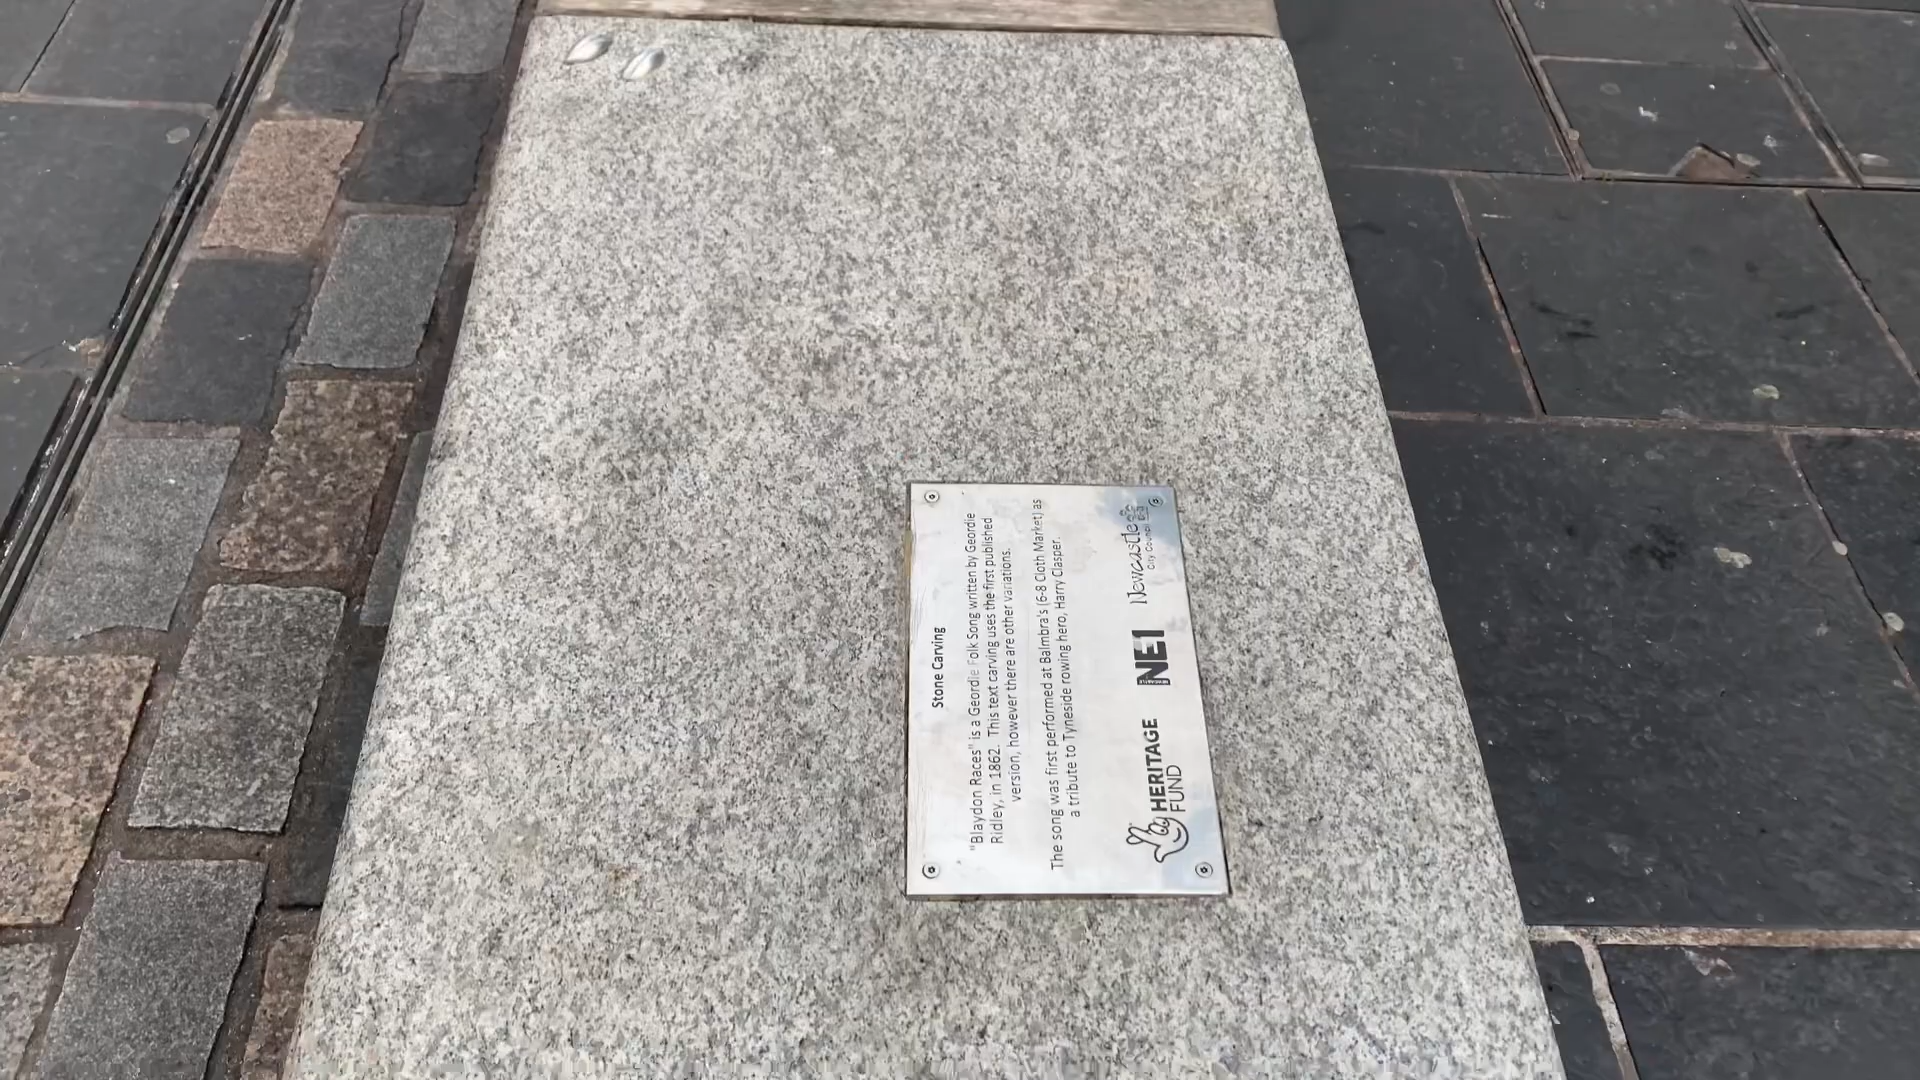 Stone Carving
"Blaydon Races" is a Geordie Folk Song written by Geordie
Ridley, in 1862. This text carving uses the first published
version, however there are other variations.
The song was first performed at Balmbra's (6-8 Cloth Market) as
a tribute to Tyneside rowing hero, Harry Clasper.
HERITAGE
FUND
NEWCASTLE
NE1
Newcastle
City Council